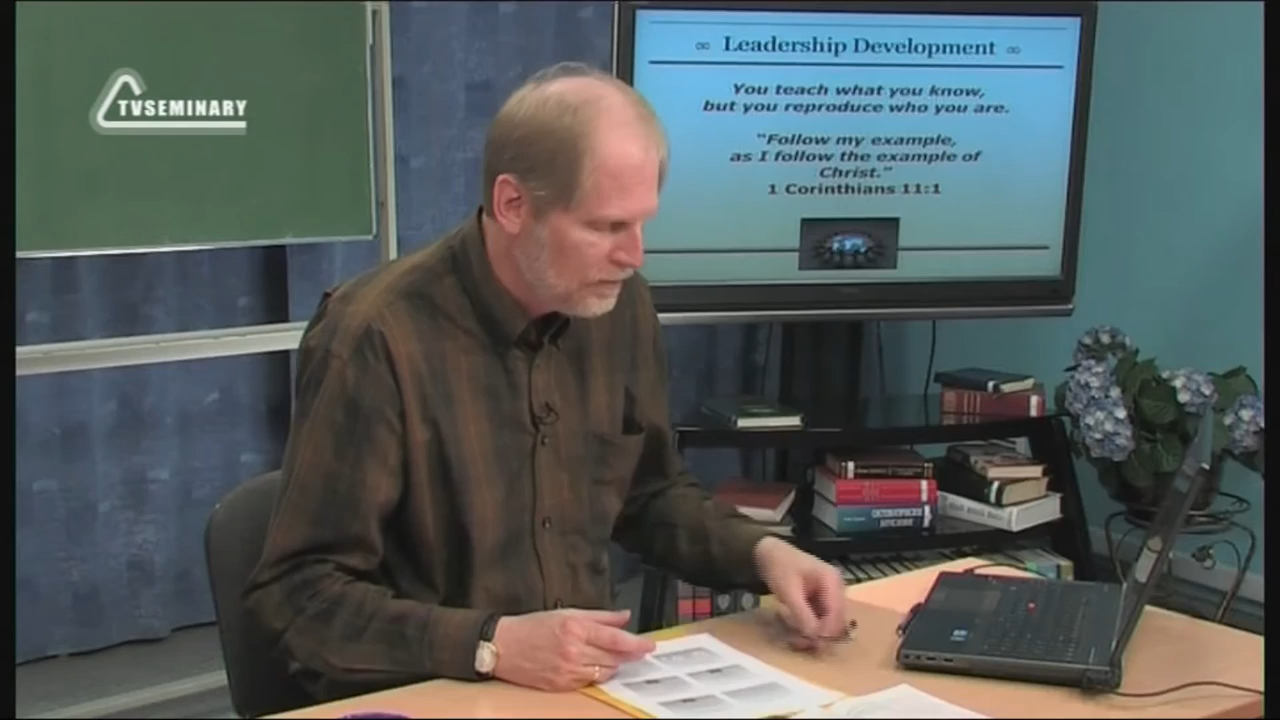 TVSEMINARY
Leadership Development
You teach what you know,
but you reproduce who you are.
"Follow my example,
as I follow the example of
Christ."
1 Corinthians 11:1